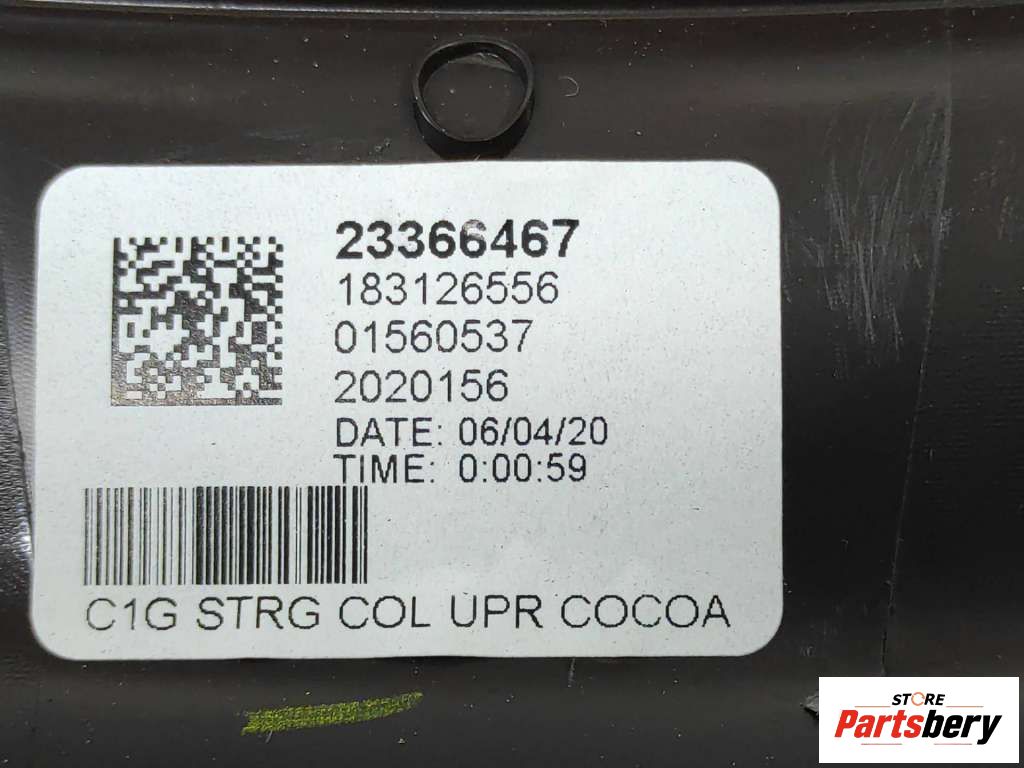 23366467
183126556
01560537
2020156
DATE: 06/04/20
TIME: 0:00:59
C1G STRG COL UPR COCOA
STORE
Partsbery